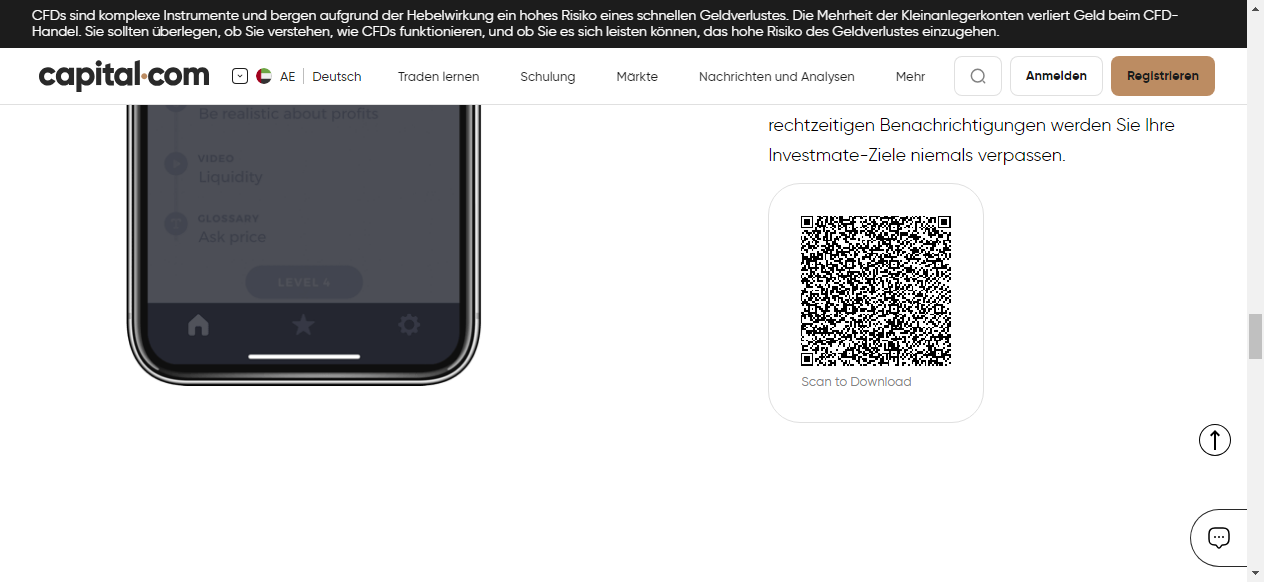 CFDs sind komplexe Instrumente und bergen aufgrund der Hebelwirkung ein hohes Risiko eines schnellen Geldverlustes. Die Mehrheit der Kleinanlegerkonten verliert Geld beim CFD-
Handel. Sie sollten überlegen, ob Sie verstehen, wie CFDs funktionieren, und ob Sie es sich leisten können, das hohe Risiko des Geldverlustes einzugehen.
capital.com AE Deutsch Traden lernen Schulung Märkte Nachrichten und Analysen Mehr Anmelden Registrieren
Be realistic about profits
VIDEO
Liquidity
GLOSSARY
Ask price
LEVEL 4
rechtzeitigen Benachrichtigungen werden Sie Ihre
Investmate-Ziele niemals verpassen.
Scan to Download